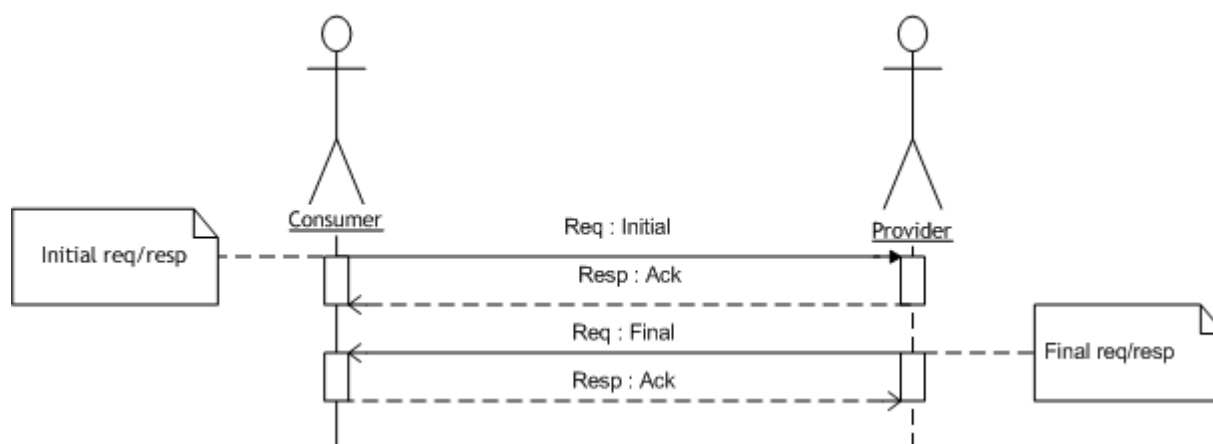 Consumer
Provider
Req : Initial
Initial req/resp
Resp : Ack
Req : Final
Final req/resp
Resp : Ack